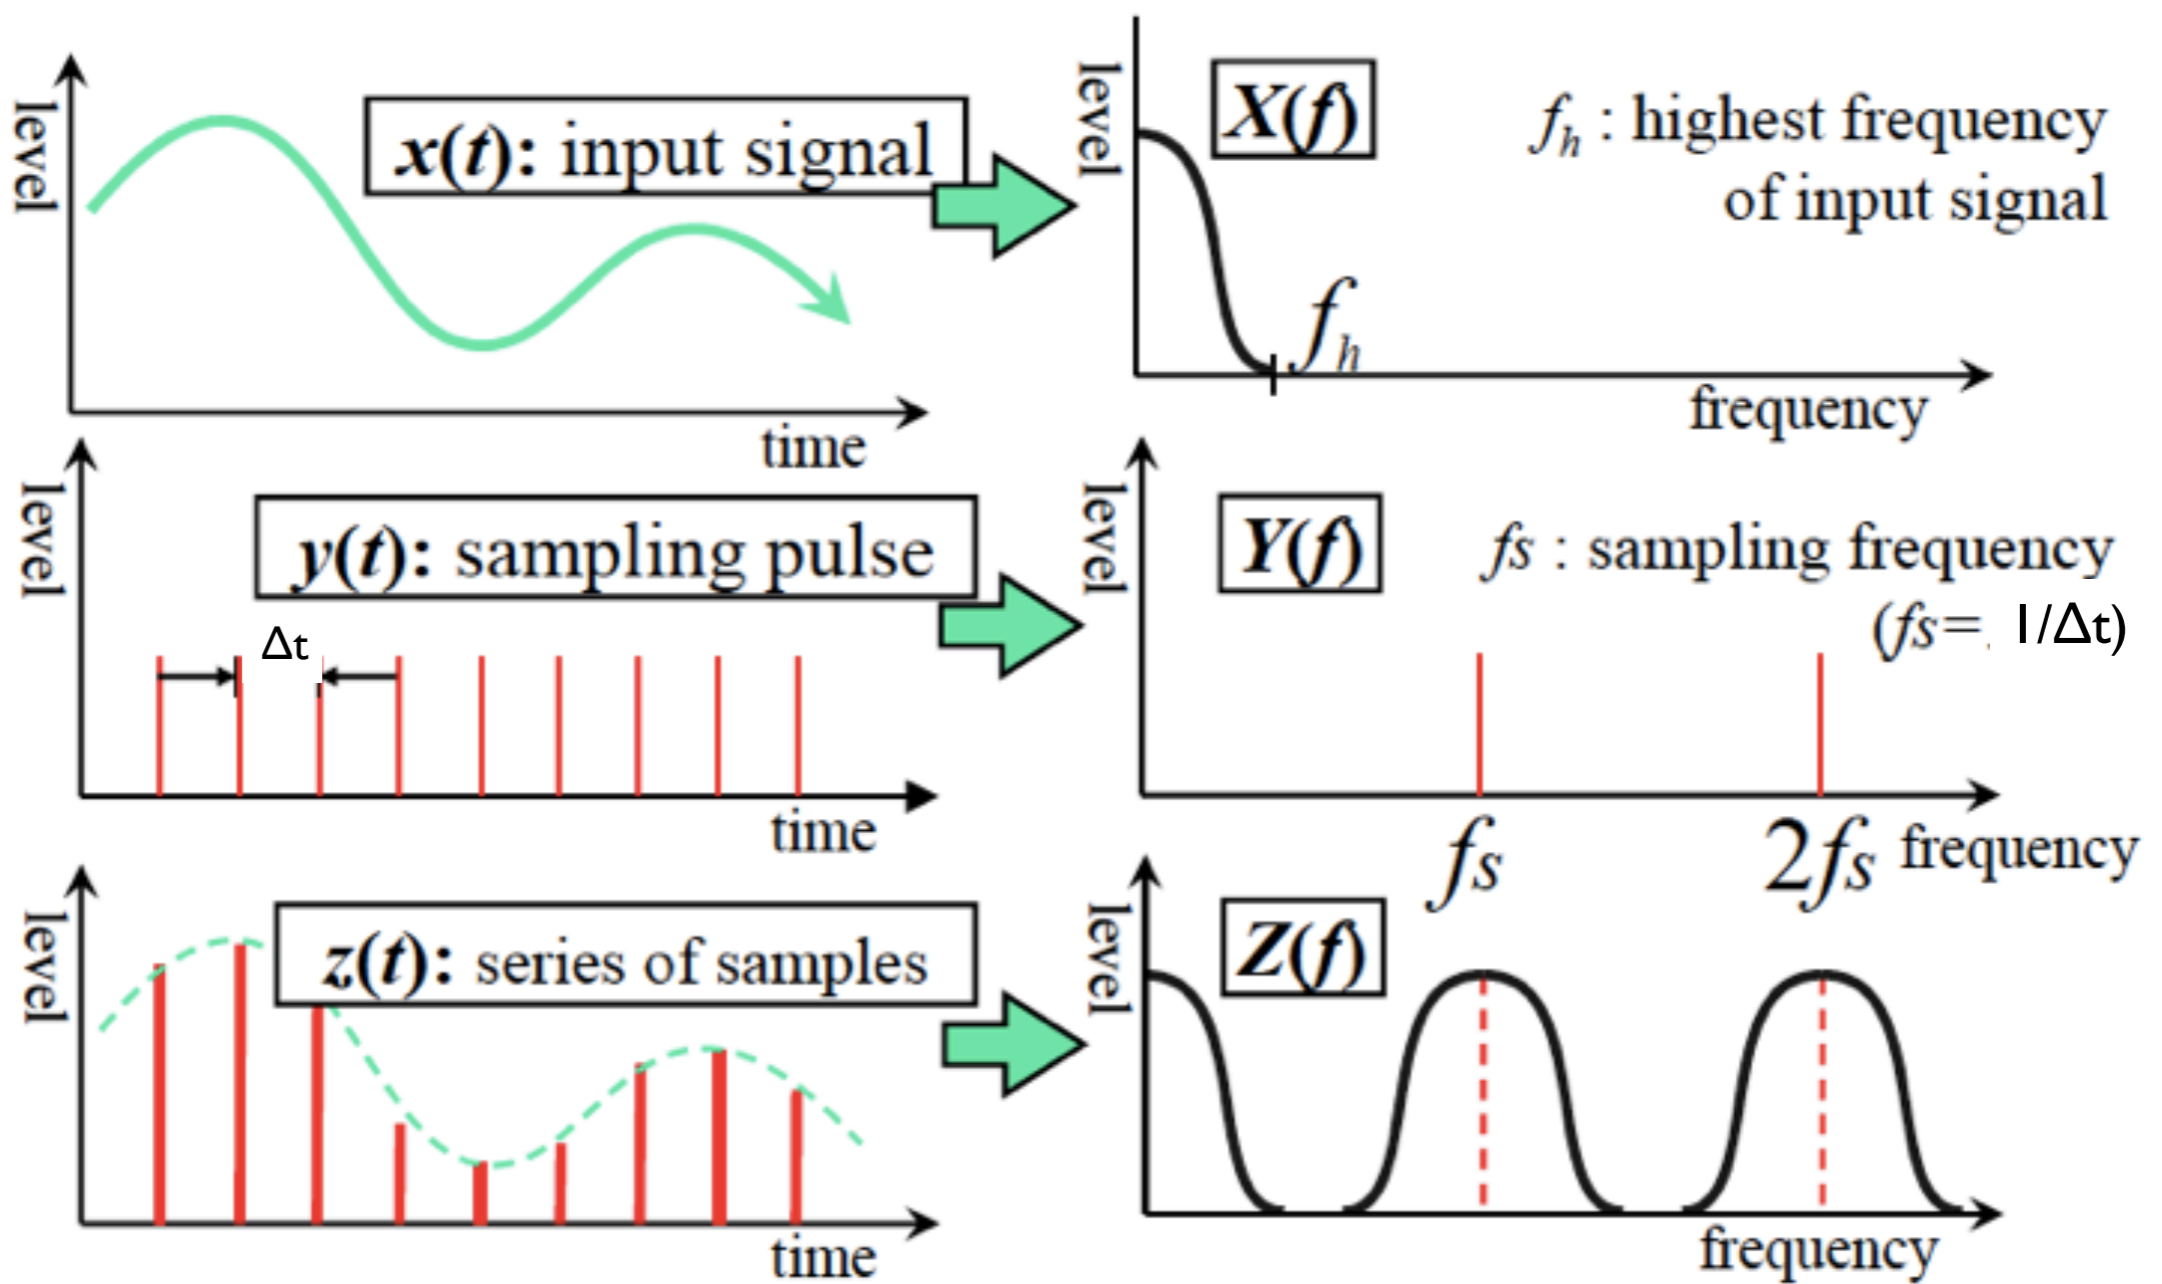 level
x(t): input signal
time
level
X(f)
fh : highest frequency
of input signal
fh
frequency
level
y(t): sampling pulse
Δt
time
level
Y(f)
fs : sampling frequency
(fs= 1/Δt)
fs
2fs
frequency
level
z(t): series of samples
time
level
Z(f)
frequency